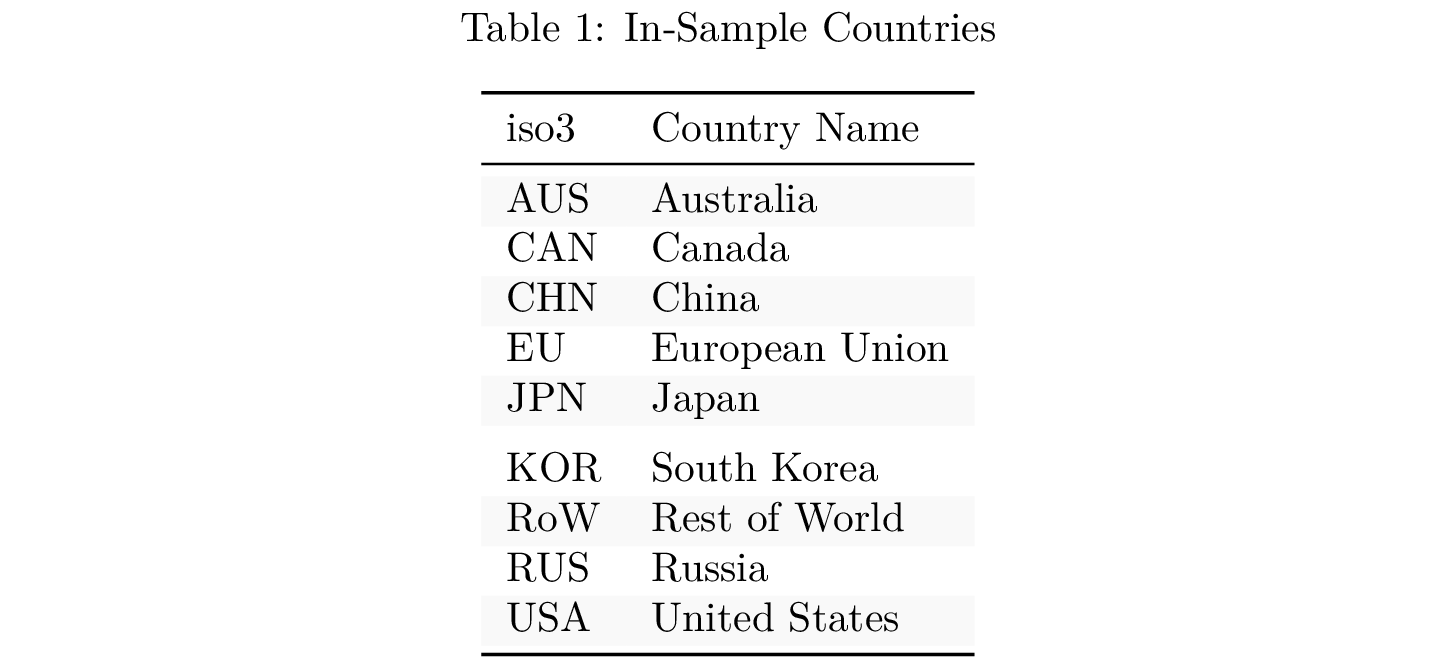 Table 1: In-Sample Countries
iso3 Country Name
AUS Australia
CAN Canada
CHN China
EU European Union
JPN Japan
KOR South Korea
RoW Rest of World
RUS Russia
USA United States